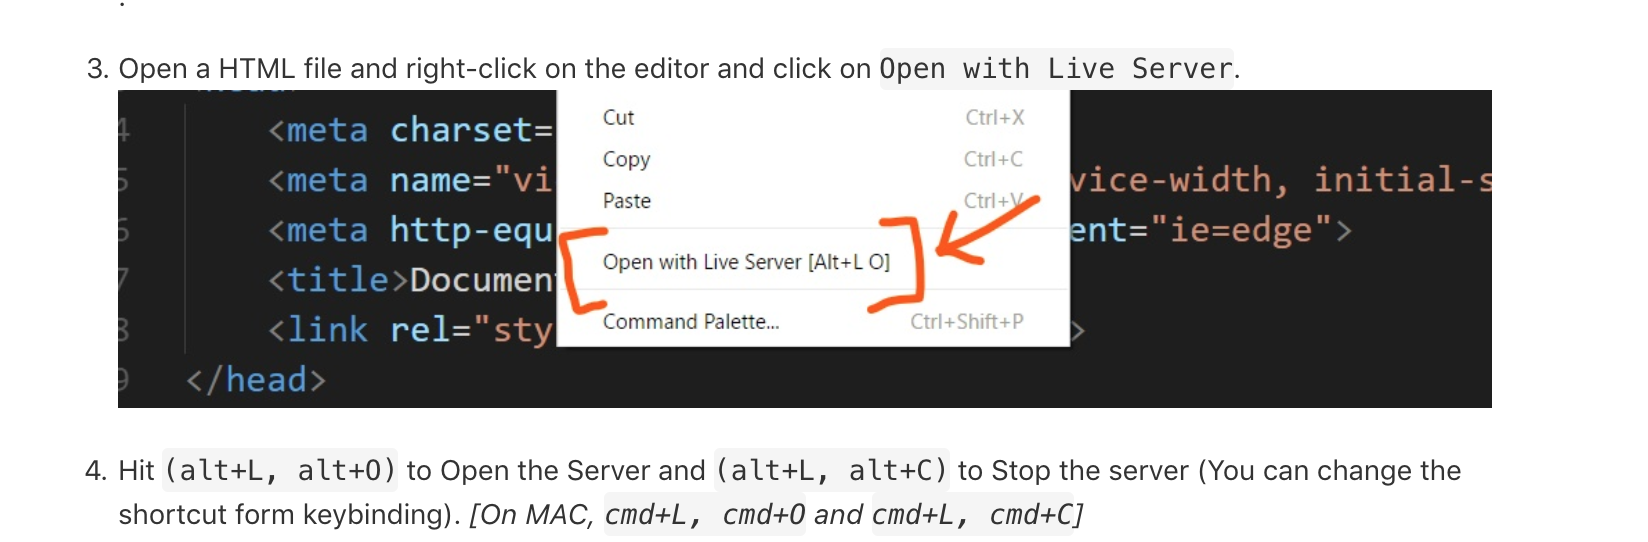 3. Open a HTML file and right-click on the editor and click on Open with Live Server.
Cut Ctrl+X
4 <meta charset=
Copy Ctrl+C
5 <meta name="vi vice-width, initial-s
Paste Ctrl+V
6 <meta http-equ ent="ie=edge">
Open with Live Server [Alt+L O]
7 <title>Documen
Command Palette... Ctrl+Shift+P
8 <link rel="sty >
9 </head>
4. Hit (alt+L, alt+O) to Open the Server and (alt+L, alt+C) to Stop the server (You can change the
shortcut form keybinding). [On MAC, cmd+L, cmd+O and cmd+L, cmd+C]